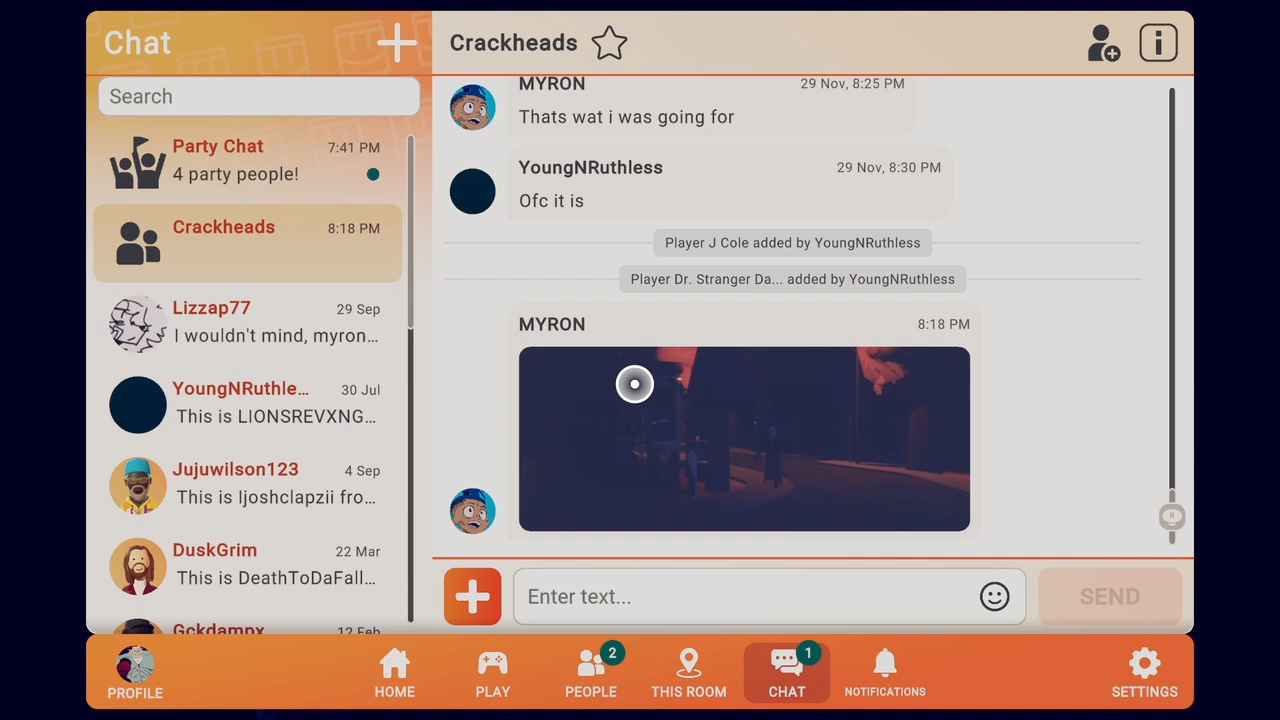 Chat
Search
Party Chat 7:41 PM
4 party people!
Crackheads 8:18 PM
Lizzap77 29 Sep
I wouldn't mind, myron...
YoungNRuthle... 30 Jul
This is LIONSREVXNG...
Jujuwilson123 4 Sep
This is ljoshclapzii fro...
DuskGrim 22 Mar
This is DeathToDaFall...
Gckdampx 12 Feb
Crackheads
MYRON 29 Nov, 8:25 PM
Thats wat i was going for
YoungNRuthless 29 Nov, 8:30 PM
Ofc it is
Player J Cole added by YoungNRuthless
Player Dr. Stranger Da... added by YoungNRuthless
MYRON 8:18 PM
R
Enter text...
SEND
PROFILE
HOME
PLAY
2
PEOPLE
THIS ROOM
1
CHAT
NOTIFICATIONS
SETTINGS